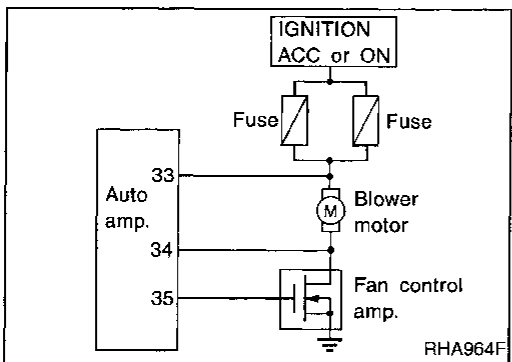 IGNITION
ACC or ON
Fuse
Fuse
33
Auto
amp.
M
Blower
motor
34
35
Fan control
amp.
RHA964F